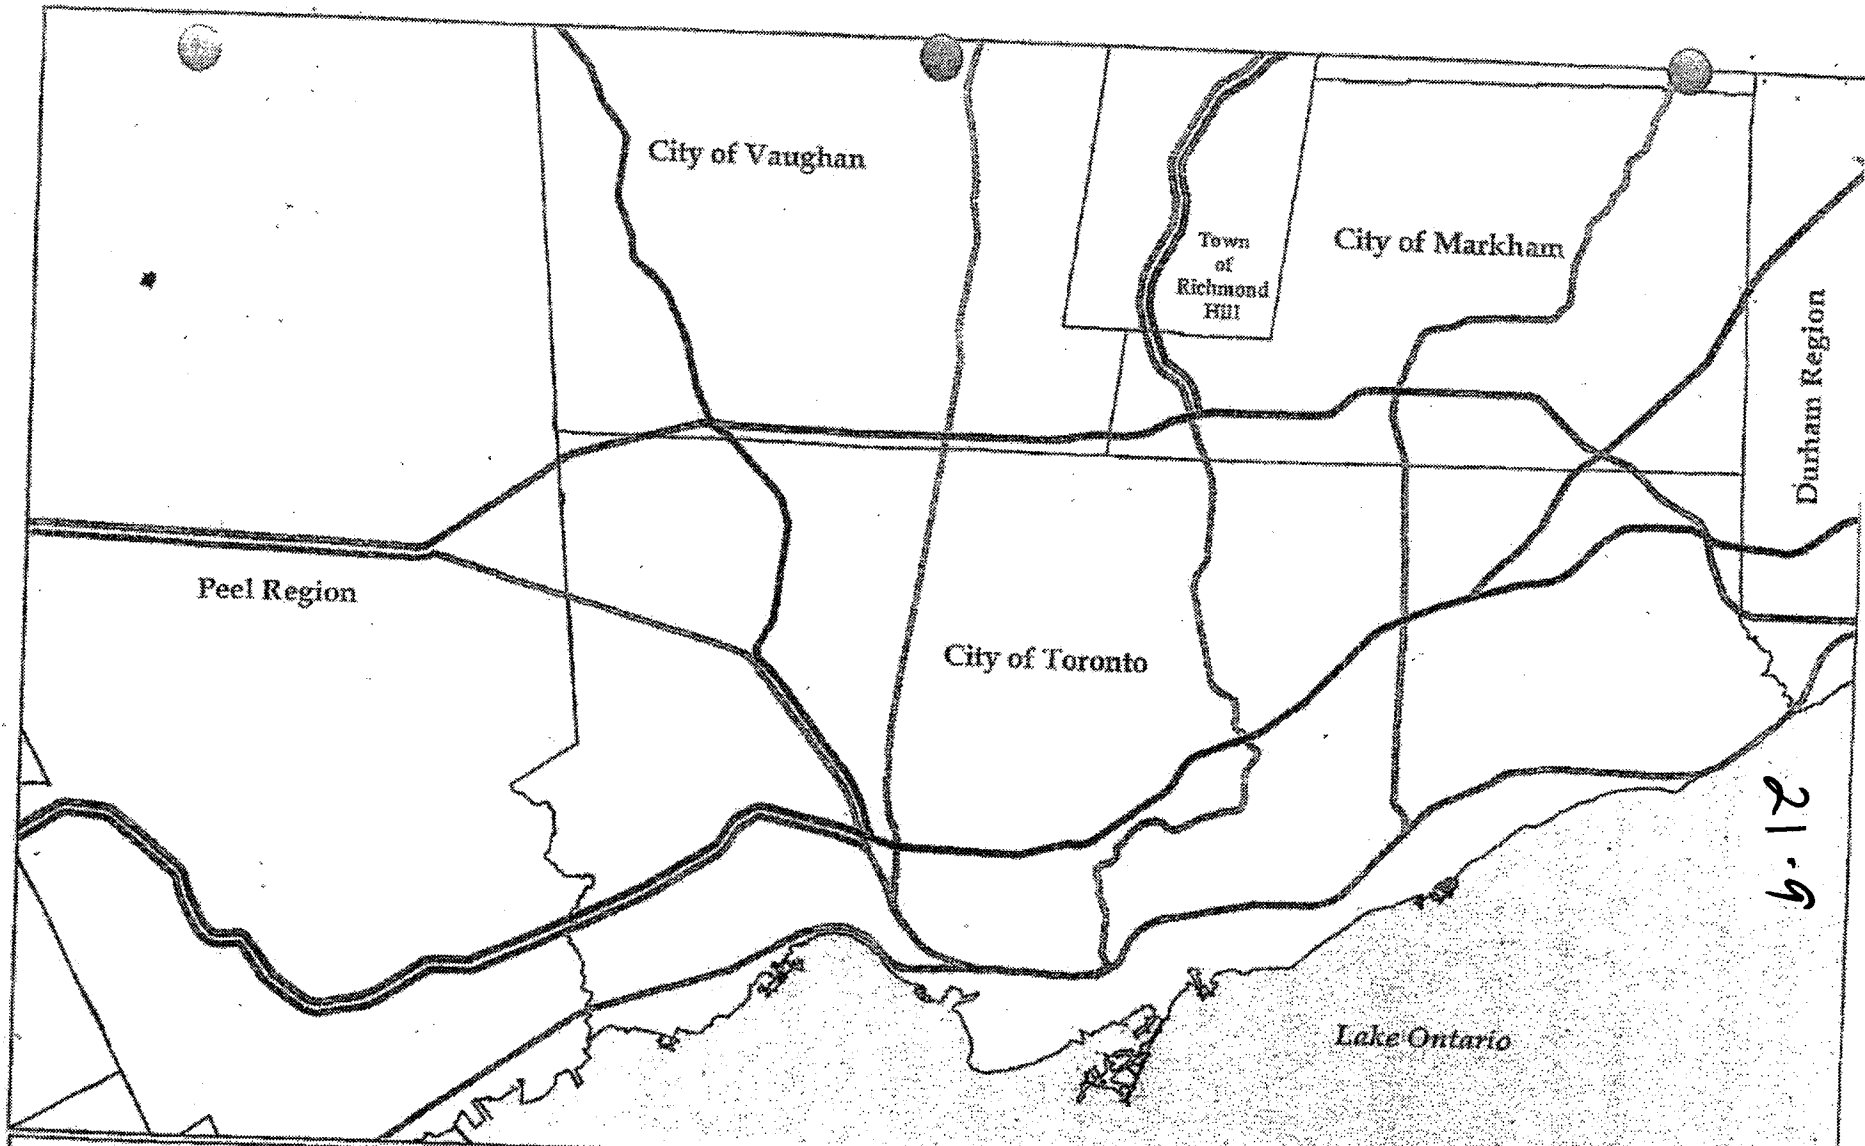 City of Vaughan
Town
of
Richmond
Hill
City of Markham
Durham Region
Peel Region
City of Toronto
21.9
Lake Ontario